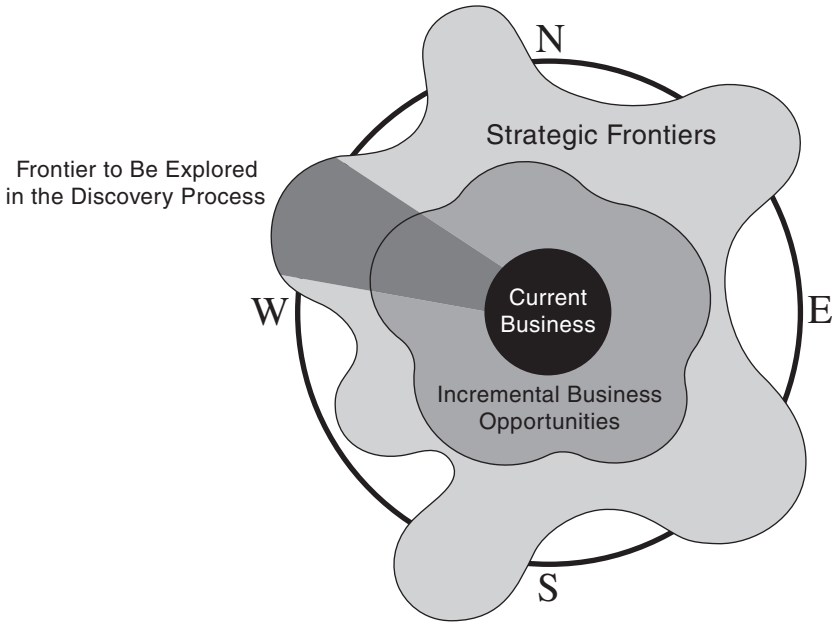 N
Strategic Frontiers
Frontier to Be Explored
in the Discovery Process
W
Current
Business
E
Incremental Business
Opportunities
S